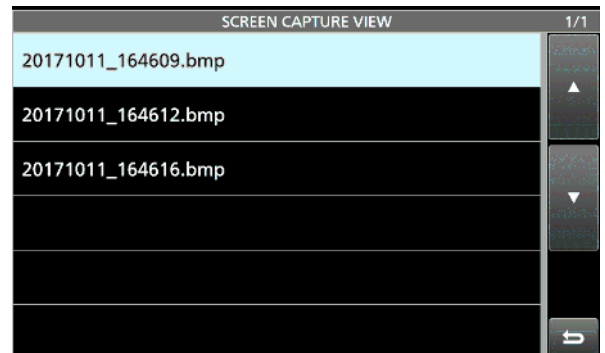 SCREEN CAPTURE VIEW 1/1
20171011_164609.bmp
20171011_164612.bmp
20171011_164616.bmp